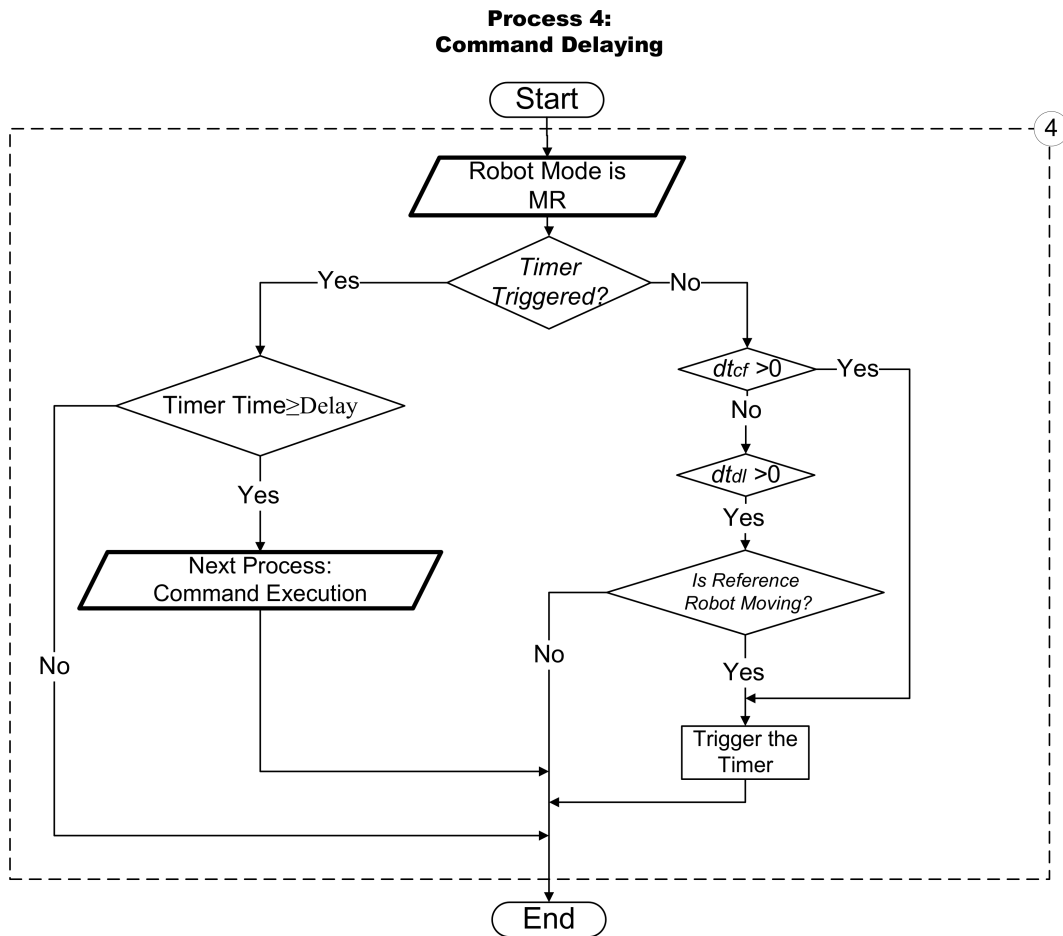 Process 4:
Command Delaying
Start
4
Robot Mode is
MR
Timer
Triggered?
Yes
No
dtcf >0
Yes
Timer Time≥Delay
No
dtdl >0
Yes
Yes
Next Process:
Command Execution
Is Reference
Robot Moving?
No
No
Yes
Trigger the
Timer
End